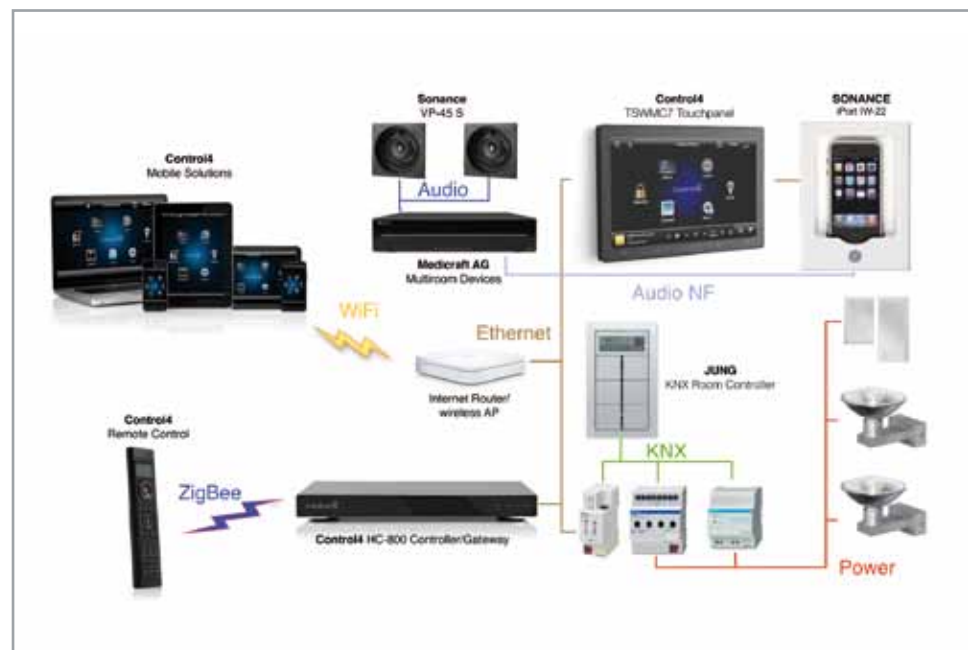 Sonance
VP-45 S
Control4
TSWMC7 Touchpanel
SONANCE
iPort IW-22
Control4
Mobile Solutions
Audio
Medicraft AG
Multiroom Devices
Audio NF
WiFi
Ethernet
Internet Router/
wireless AP
JUNG
KNX Room Controller
Control4
Remote Control
KNX
ZigBee
Control4 HC-800 Controller/Gateway
Power